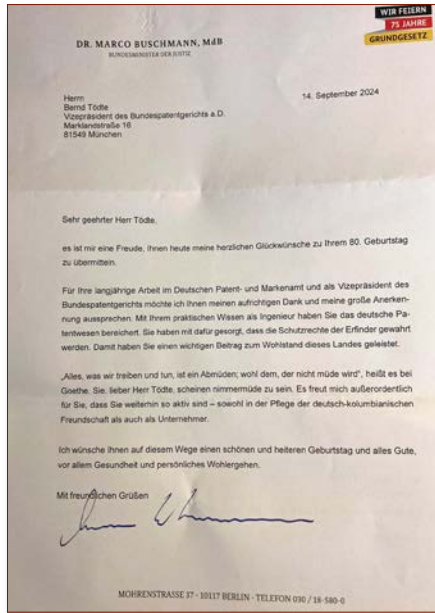 WIR FEIERN
75 JAHRE
GRUNDGESETZ
DR. MARCO BUSCHMANN, MdB
BUNDESMINISTER DER JUSTIZ
14. September 2024
Herrn
Bernd Tödte
Vizepräsident des Bundespatentgerichts a.D.
Marklandstraße 16
81549 München
Sehr geehrter Herr Tödte,
es ist mir eine Freude, Ihnen heute meine herzlichen Glückwünsche zu Ihrem 80. Geburtstag
zu übermitteln.
Für Ihre langjährige Arbeit im Deutschen Patent- und Markenamt und als Vizepräsident des
Bundespatentgerichts möchte ich Ihnen meinen aufrichtigen Dank und meine große Anerken-
nung aussprechen. Mit Ihrem praktischen Wissen als Ingenieur haben Sie das deutsche Pa-
tentwesen bereichert. Sie haben mit dafür gesorgt, dass die Schutzrechte der Erfinder gewahrt
werden. Damit haben Sie einen wichtigen Beitrag zum Wohlstand dieses Landes geleistet.
„Alles, was wir treiben und tun, ist ein Abmüden; wohl dem, der nicht müde wird“, heißt es bei
Goethe. Sie, lieber Herr Tödte, scheinen nimmermüde zu sein. Es freut mich außerordentlich
für Sie, dass Sie weiterhin so aktiv sind – sowohl in der Pflege der deutsch-kolumbianischen
Freundschaft als auch als Unternehmer.
Ich wünsche Ihnen auf diesem Wege einen schönen und heiteren Geburtstag und alles Gute,
vor allem Gesundheit und persönliches Wohlergehen.
Mit freundlichen Grüßen
MOHRENSTRASSE 37 · 10117 BERLIN · TELEFON 030 / 18-580-0